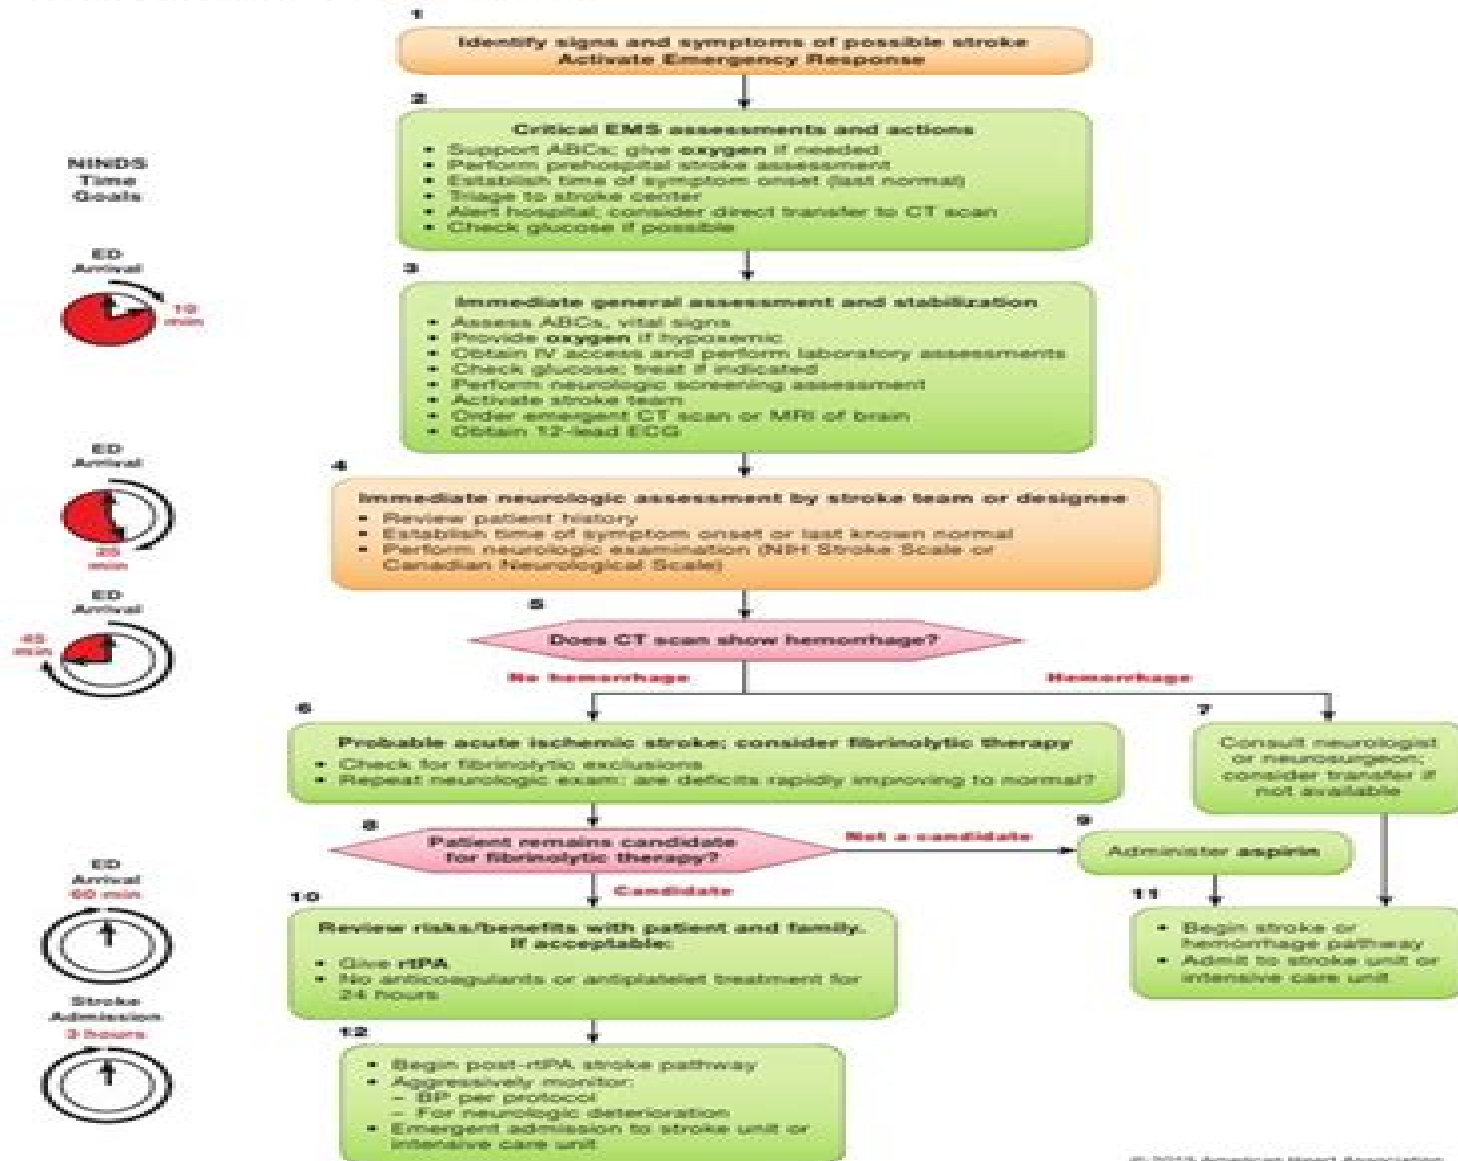 1
Identify signs and symptoms of possible stroke
Activate Emergency Response
2
Critical EMS assessments and actions
• Support ABCs; give oxygen if needed
• Perform prehospital stroke assessment
• Establish time of symptom onset (last normal)
• Triage to stroke center
• Alert hospital; consider direct transfer to CT scan
• Check glucose if possible
NINDS
Time
Goals
ED
Arrival
10
min
3
Immediate general assessment and stabilization
• Assess ABCs, vital signs
• Provide oxygen if hypoxemic
• Obtain IV access and perform laboratory assessments
• Check glucose; treat if indicated
• Perform neurologic screening assessment
• Activate stroke team
• Order emergent CT scan or MRI of brain
• Obtain 12-lead ECG
ED
Arrival
25
min
4
Immediate neurologic assessment by stroke team or designee
• Review patient history
• Establish time of symptom onset or last known normal
• Perform neurologic examination (NIH Stroke Scale or
Canadian Neurological Scale)
ED
Arrival
45
min
5
Does CT scan show hemorrhage?
No hemorrhage
Hemorrhage
6
Probable acute ischemic stroke; consider fibrinolytic therapy
• Check for fibrinolytic exclusions
• Repeat neurologic exam: are deficits rapidly improving to normal?
7
Consult neurologist
or neurosurgeon;
consider transfer if
not available
8
Patient remains candidate
for fibrinolytic therapy?
Not a candidate
Candidate
9
Administer aspirin
ED
Arrival
60 min
10
Review risks/benefits with patient and family.
If acceptable:
• Give rtPA
• No anticoagulants or antiplatelet treatment for
24 hours
11
• Begin stroke or
hemorrhage pathway
• Admit to stroke unit or
intensive care unit
Stroke
Admission
3 hours
12
• Begin post-rtPA stroke pathway
• Aggressively monitor:
– BP per protocol
– For neurologic deterioration
• Emergent admission to stroke unit or
intensive care unit
American Heart Association